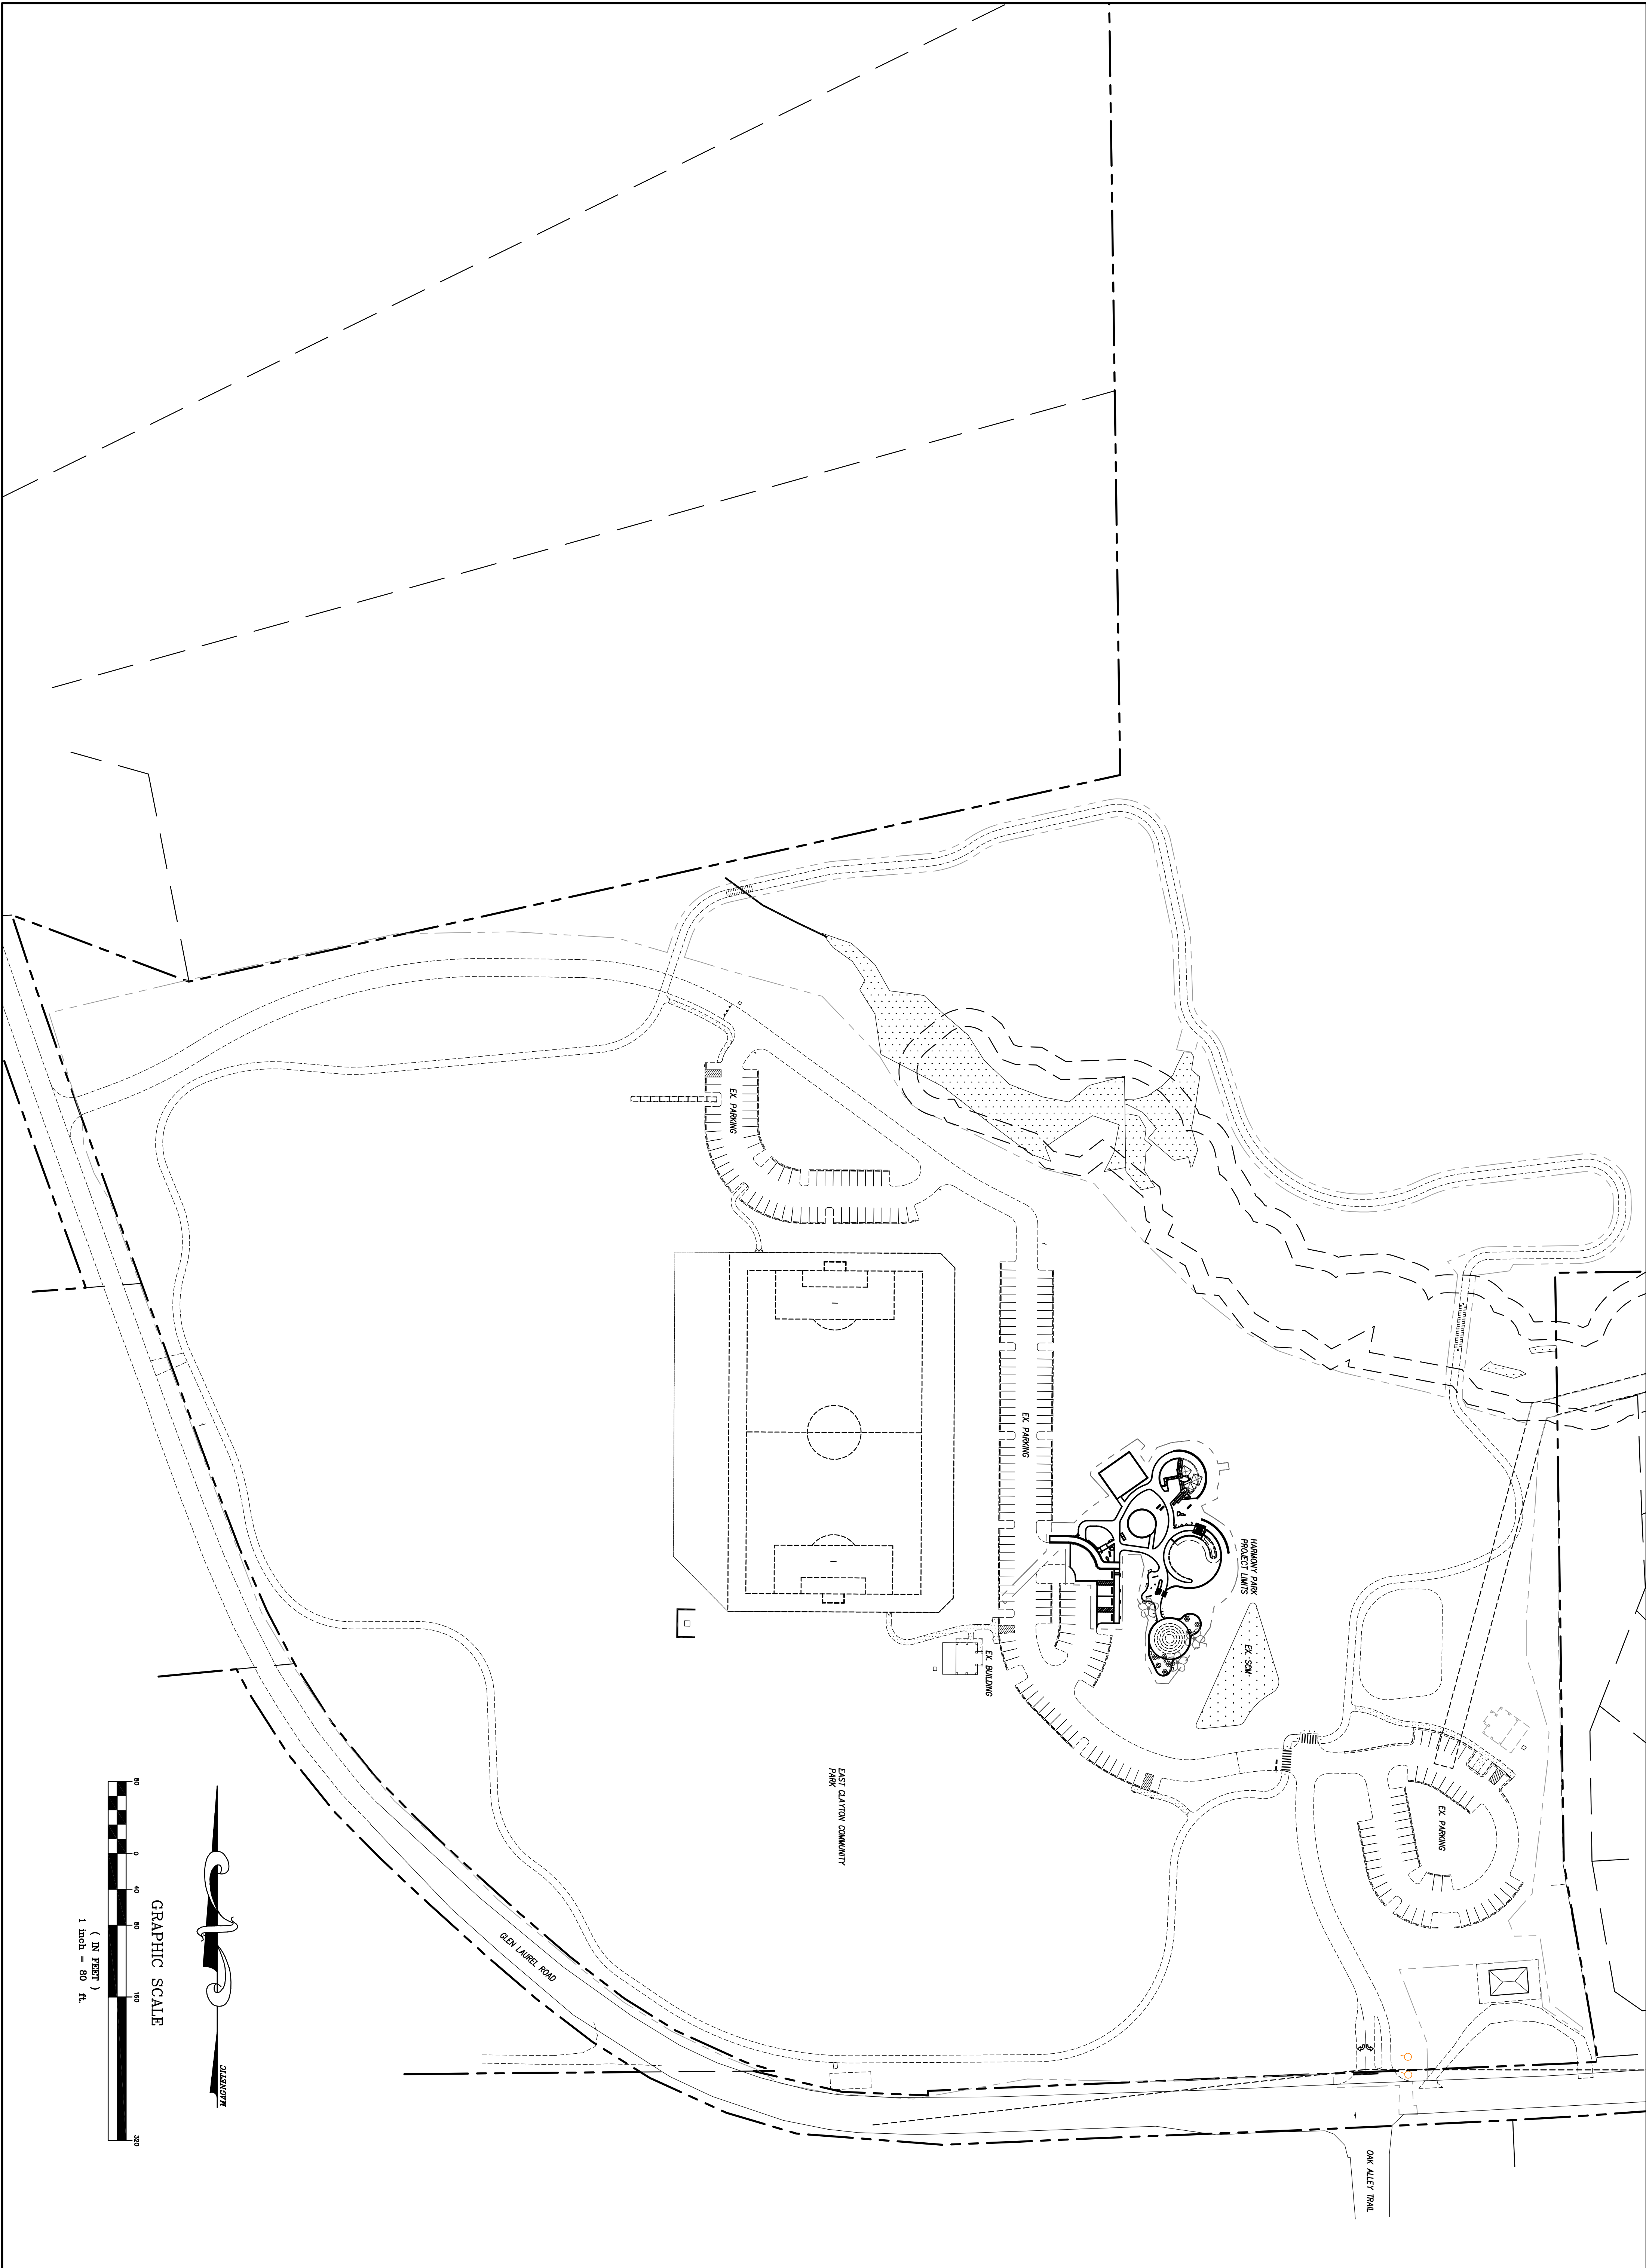 HARMONY PARK
PROJECT LIMITS
EX. SCM
EX. PARKING
EX. PARKING
EX. PARKING
EX. BUILDING
EAST CLAYTON COMMUNITY
PARK
GLEN LAUREL ROAD
OAK ALLEY TRAIL
MAGNETIC
GRAPHIC SCALE
80 0 40 80 160 320
( IN FEET )
1 inch = 80 ft.